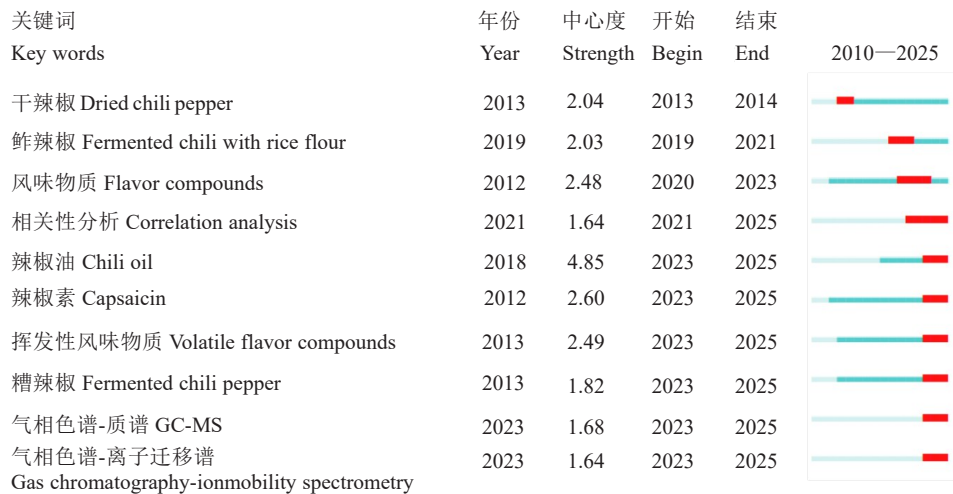 关键词 年份 中心度 开始 结束
Key words Year Strength Begin End 2010—2025
干辣椒 Dried chili pepper 2013 2.04 2013 2014
鲊辣椒 Fermented chili with rice flour 2019 2.03 2019 2021
风味物质 Flavor compounds 2012 2.48 2020 2023
相关性分析 Correlation analysis 2021 1.64 2021 2025
辣椒油 Chili oil 2018 4.85 2023 2025
辣椒素 Capsaicin 2012 2.60 2023 2025
挥发性风味物质 Volatile flavor compounds 2013 2.49 2023 2025
糟辣椒 Fermented chili pepper 2013 1.82 2023 2025
气相色谱-质谱 GC-MS 2023 1.68 2023 2025
气相色谱-离子迁移谱 2023 1.64 2023 2025
Gas chromatography-ionmobility spectrometry